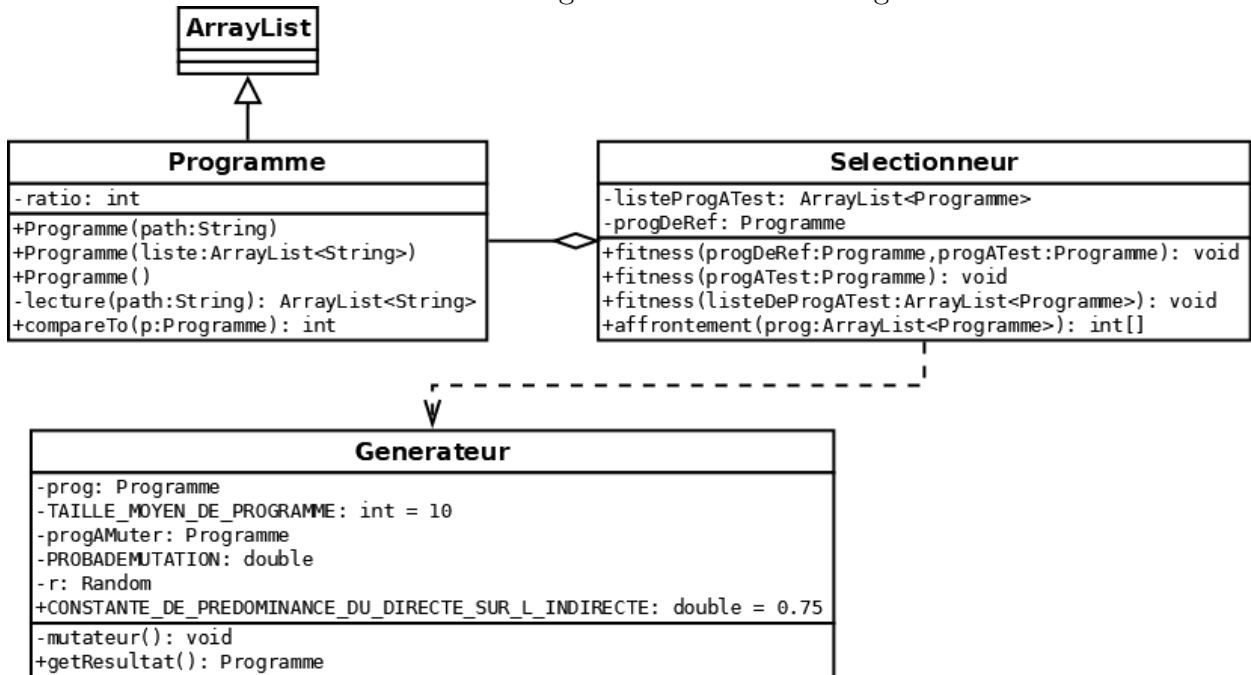 ArrayList
Programme
-ratio: int
+Programme(path:String)
+Programme(liste:ArrayList<String>)
+Programme()
-lecture(path:String): ArrayList<String>
+compareTo(p:Programme): int
Selectionneur
-listeProgATest: ArrayList<Programme>
-progDeRef: Programme
+fitness(progDeRef:Programme,progATest:Programme): void
+fitness(progATest:Programme): void
+fitness(listeDeProgATest:ArrayList<Programme>): void
+affrontement(prog:ArrayList<Programme>): int[]
Generateur
-prog: Programme
-TAILLE_MOYEN_DE_PROGRAMME: int = 10
-progAMuter: Programme
-PROBADEMUTATION: double
-r: Random
+CONSTANTE_DE_PREDOMINANCE_DU_DIRECTE_SUR_L_INDIRECTE: double = 0.75
-mutateur(): void
+getResultat(): Programme